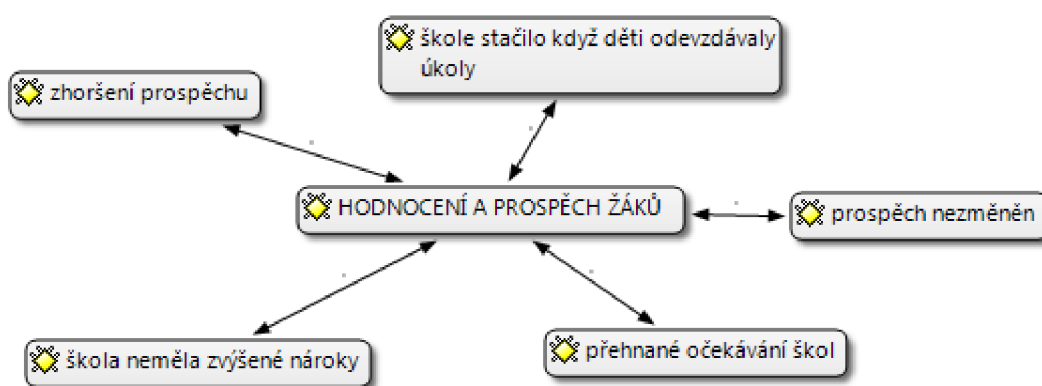 škole stačilo když děti odevzdávaly
úkoly
zhoršení prospěchu
HODNOCENÍ A PROSPĚCH ŽÁKŮ
prospěch nezměněn
škola neměla zvýšené nároky
přehnané očekávání škol